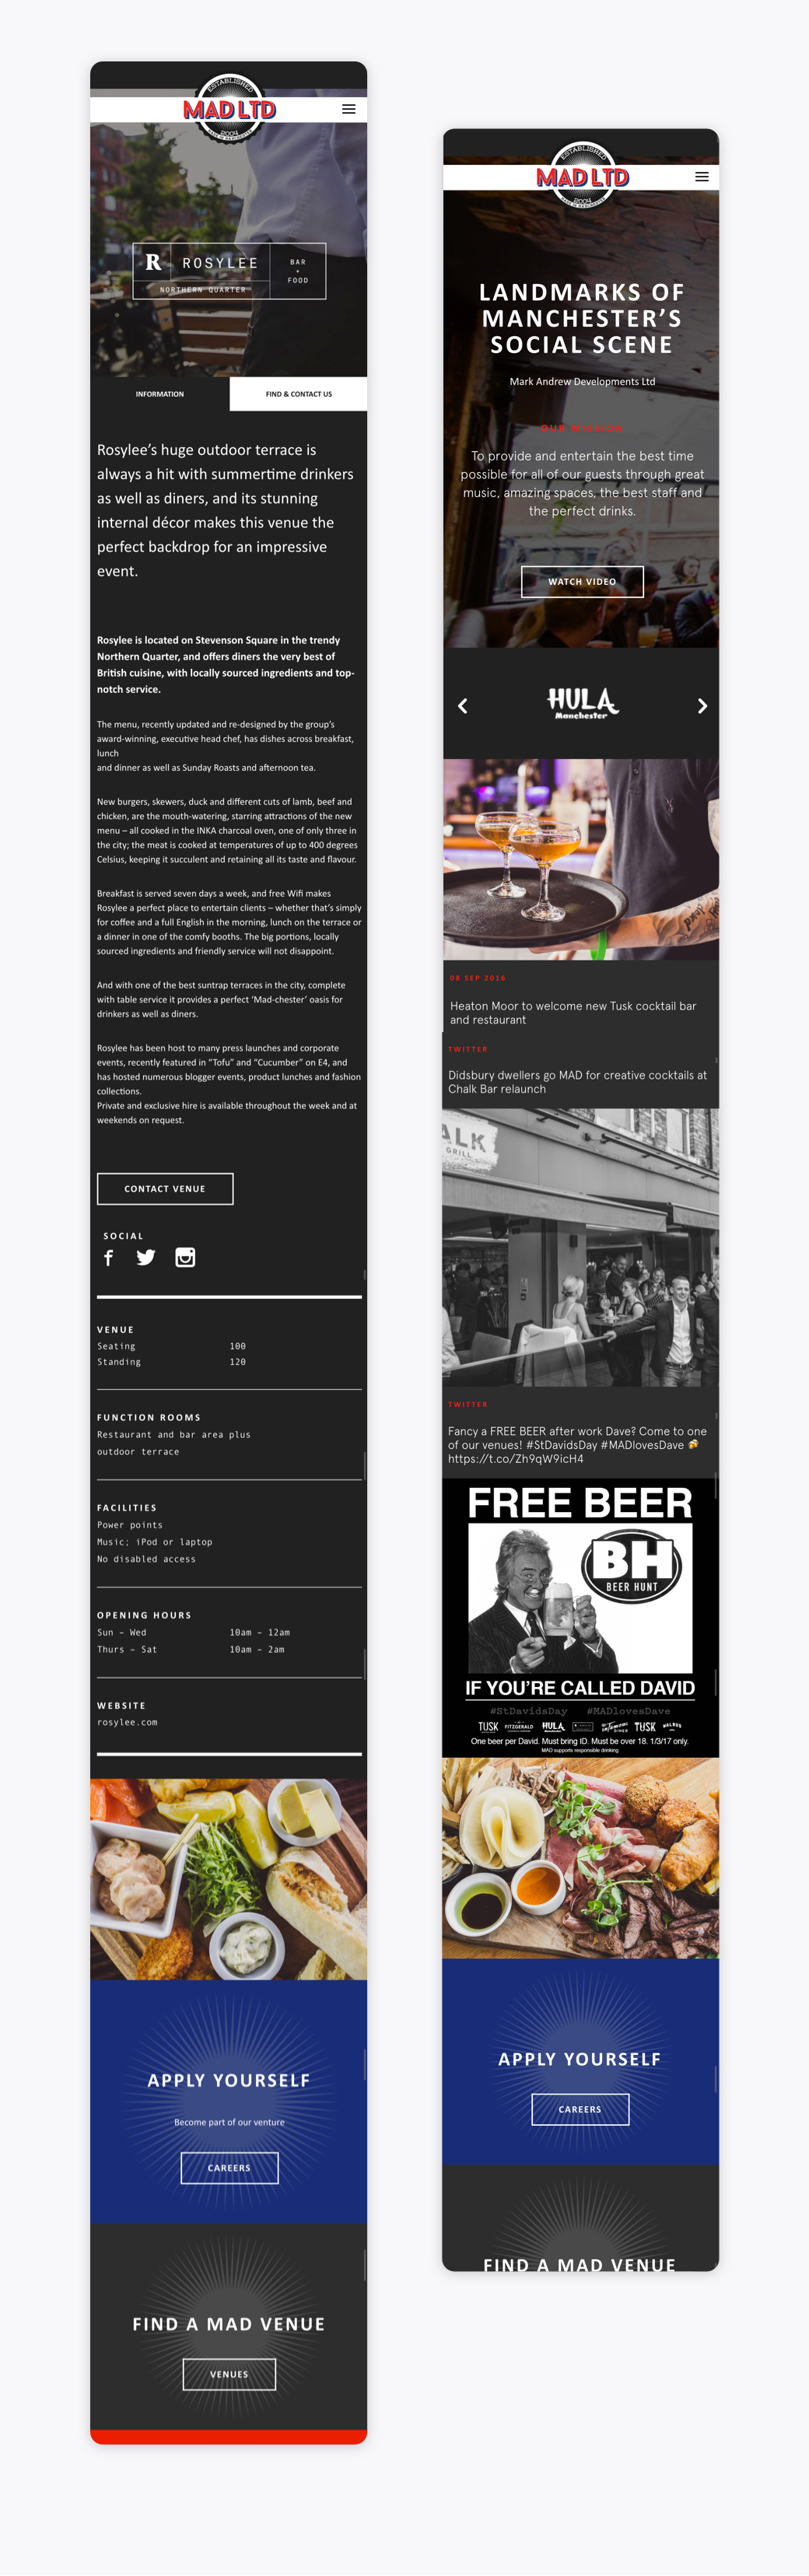 ESTABLISHED
MAD LTD
2004
MADE IN MANCHESTER
R ROSYLEE
NORTHERN QUARTER
BAR
+
FOOD
INFORMATION
FIND & CONTACT US
Rosylee’s huge outdoor terrace is
always a hit with summertime drinkers
as well as diners, and its stunning
internal décor makes this venue the
perfect backdrop for an impressive
event.
Rosylee is located on Stevenson Square in the trendy
Northern Quarter, and offers diners the very best of
British cuisine, with locally sourced ingredients and top-
notch service.
The menu, recently updated and re-designed by the group’s
award-winning, executive head chef, has dishes across breakfast,
lunch
and dinner as well as Sunday Roasts and afternoon tea.
New burgers, skewers, duck and different cuts of lamb, beef and
chicken, are the mouth-watering, starring attractions of the new
menu – all cooked in the INKA charcoal oven, one of only three in
the city; the meat is cooked at temperatures of up to 400 degrees
Celsius, keeping it succulent and retaining all its taste and flavour.
Breakfast is served seven days a week, and free Wifi makes
Rosylee a perfect place to entertain clients – whether that’s simply
for coffee and a full English in the morning, lunch on the terrace or
a dinner in one of the comfy booths. The big portions, locally
sourced ingredients and friendly service will not disappoint.
And with one of the best suntrap terraces in the city, complete
with table service it provides a perfect ‘Mad-chester’ oasis for
drinkers as well as diners.
Rosylee has been host to many press launches and corporate
events, recently featured in “Tofu” and “Cucumber” on E4, and
has hosted numerous blogger events, product lunches and fashion
collections.
Private and exclusive hire is available throughout the week and at
weekends on request.
CONTACT VENUE
SOCIAL
VENUE
Seating 100
Standing 120
FUNCTION ROOMS
Restaurant and bar area plus
outdoor terrace
FACILITIES
Power points
Music; iPod or laptop
No disabled access
OPENING HOURS
Sun – Wed 10am – 12am
Thurs – Sat 10am – 2am
WEBSITE
rosylee.com
APPLY YOURSELF
Become part of our venture
CAREERS
FIND A MAD VENUE
VENUES
ESTABLISHED
MAD LTD
2004
LANDMARKS OF
MANCHESTER’S
SOCIAL SCENE
Mark Andrew Developments Ltd
OUR MISSION
To provide and entertain the best time
possible for all of our guests through great
music, amazing spaces, the best staff and
the perfect drinks.
WATCH VIDEO
HULA
Manchester
08 SEP 2016
Heaton Moor to welcome new Tusk cocktail bar
and restaurant
TWITTER
Didsbury dwellers go MAD for creative cocktails at
Chalk Bar relaunch
ALK
GRILL
TWITTER
Fancy a FREE BEER after work Dave? Come to one
of our venues! #StDavidsDay #MADlovesDave 🍻
https://t.co/Zh9qW9icH4
FREE BEER
BH
BEER HUNT
IF YOU’RE CALLED DAVID
#StDavidsDay #MADlovesDave
TUSK FITZGERALD HULA Infamous DINER TUSK WALRUS
One beer per David. Must bring ID. Must be over 18. 1/3/17 only.
MAD supports responsible drinking
APPLY YOURSELF
CAREERS
FIND A MAD VENUE